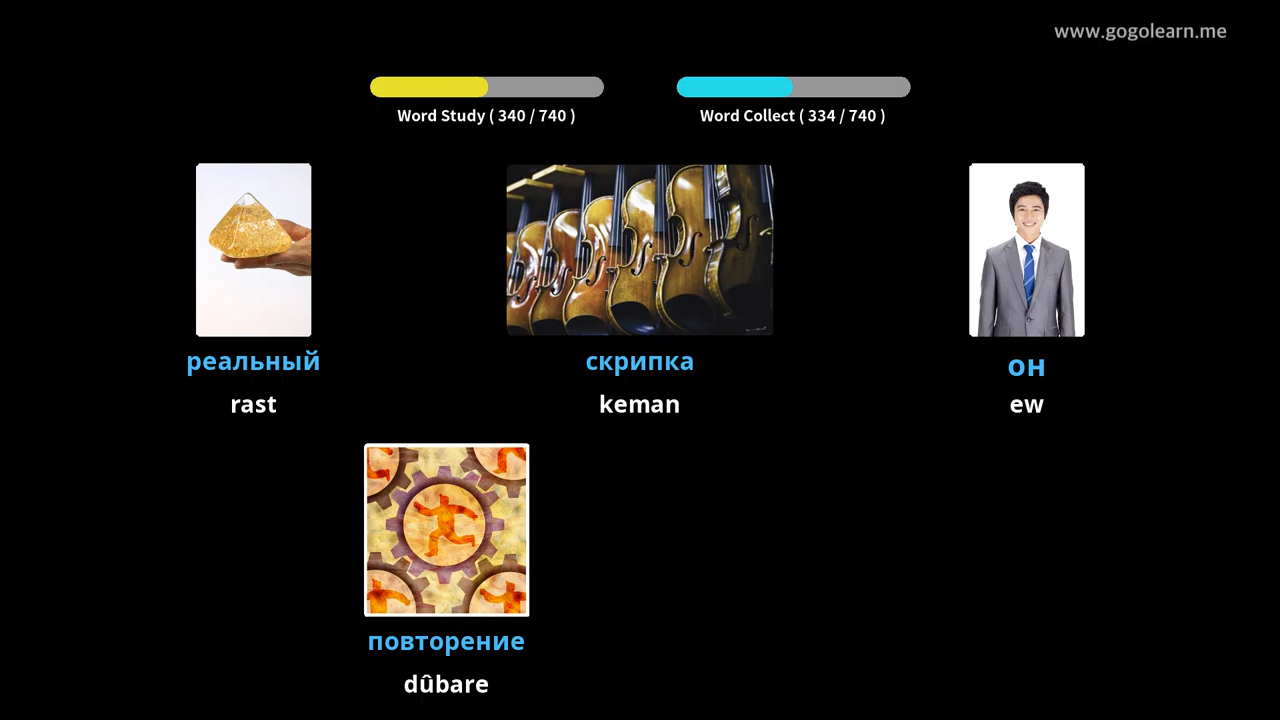 www.gogolearn.me
Word Study ( 340 / 740 )
Word Collect ( 334 / 740 )
реальный
rast
скрипка
keman
он
ew
повторение
dûbare